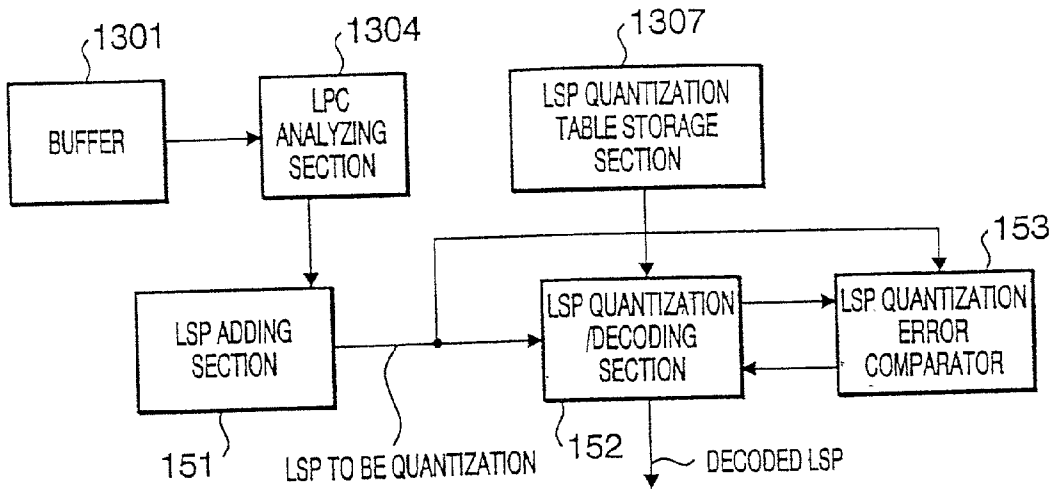 1301
BUFFER
1304
LPC
ANALYZING
SECTION
1307
LSP QUANTIZATION
TABLE STORAGE
SECTION
151
LSP ADDING
SECTION
LSP TO BE QUANTIZATION
152
LSP QUANTIZATION
/DECODING
SECTION
153
LSP QUANTIZATION
ERROR
COMPARATOR
DECODED LSP